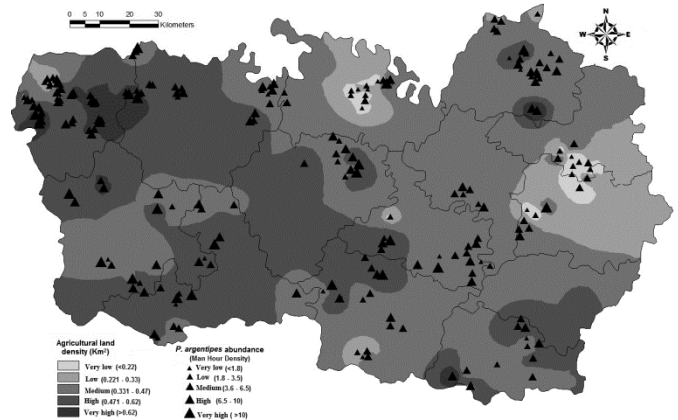 0 5 10 20 30
Kilometers
N
W E
S
Agricultural land
density (Km²)
Very low (<0.22)
Low (0.221 - 0.33)
Medium(0.331 - 0.47)
High (0.471 - 0.62)
Very high (>0.62)
P. argentipes abundance
(Man Hour Density)
Very low (<1.8)
Low (1.8 - 3.5)
Medium (3.6 - 6.5)
High (6.5 - 10)
Very high ( >10)